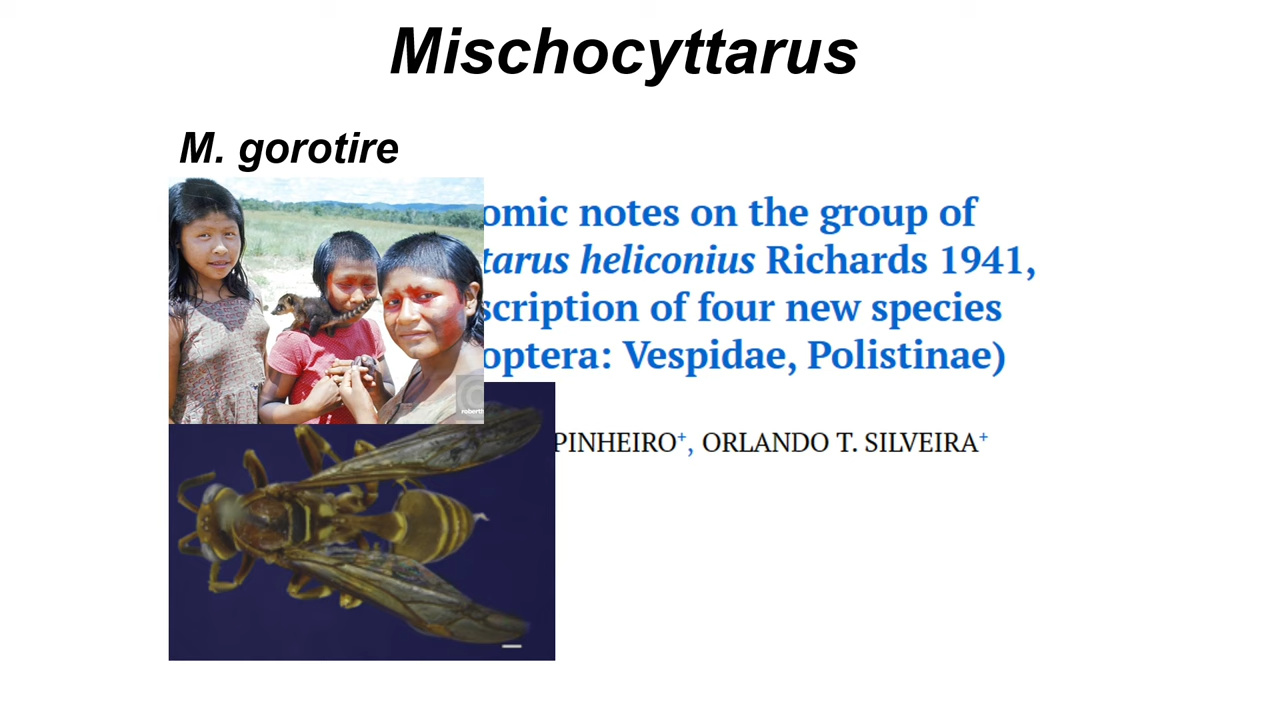 Mischocyttarus
M. gorotire
omic notes on the group of
tarus heliconius Richards 1941,
scription of four new species
optera: Vespidae, Polistinae)
PINHEIRO+, ORLANDO T. SILVEIRA+
roberth